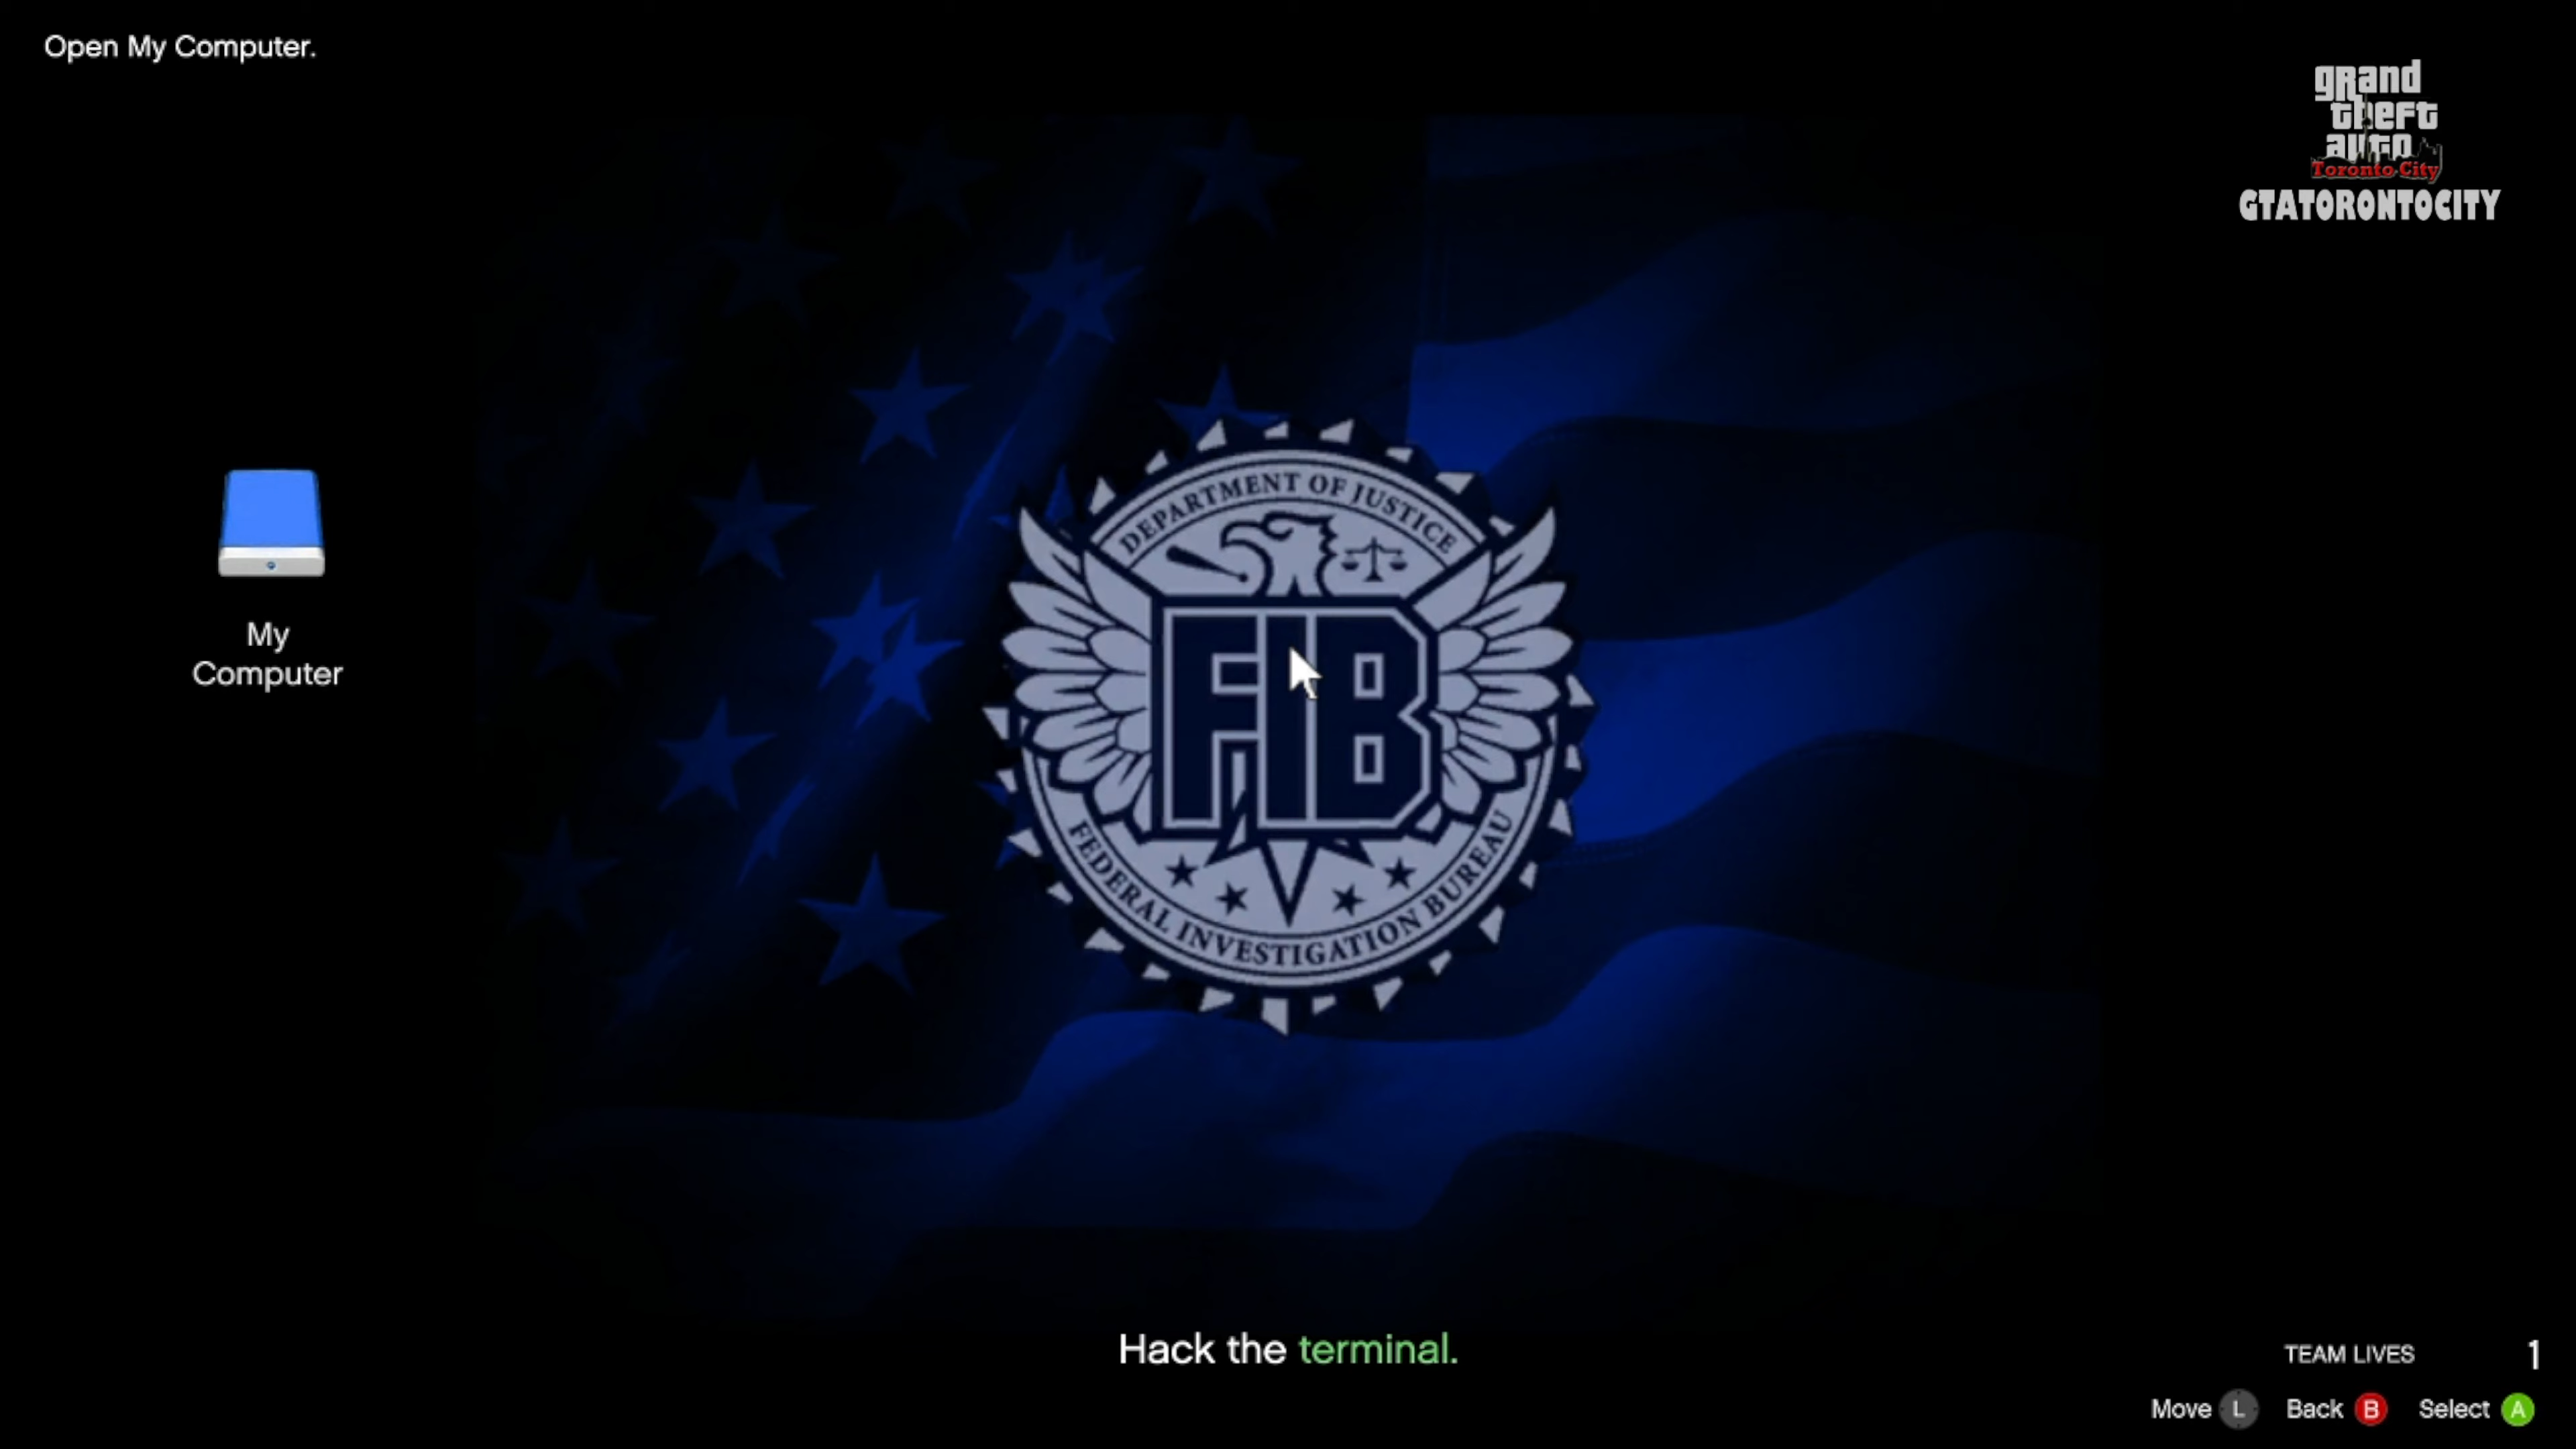 Open My Computer.
grand
theft
auto
Toronto City
GTATORONTOCITY
DEPARTMENT OF JUSTICE
FIB
FEDERAL INVESTIGATION BUREAU
My
Computer
Hack the terminal.
TEAM LIVES 1
Move L Back B Select A